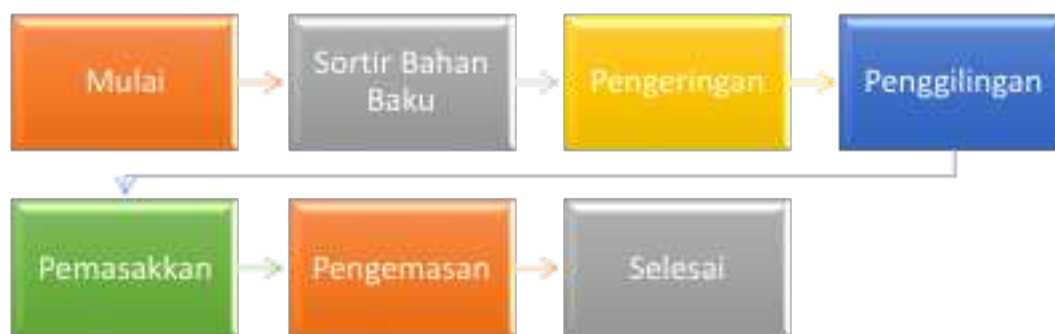 Mulai
Sortir Bahan
Baku
Pengeringan
Penggilingan
Pemasakkan
Pengemasan
Selesai